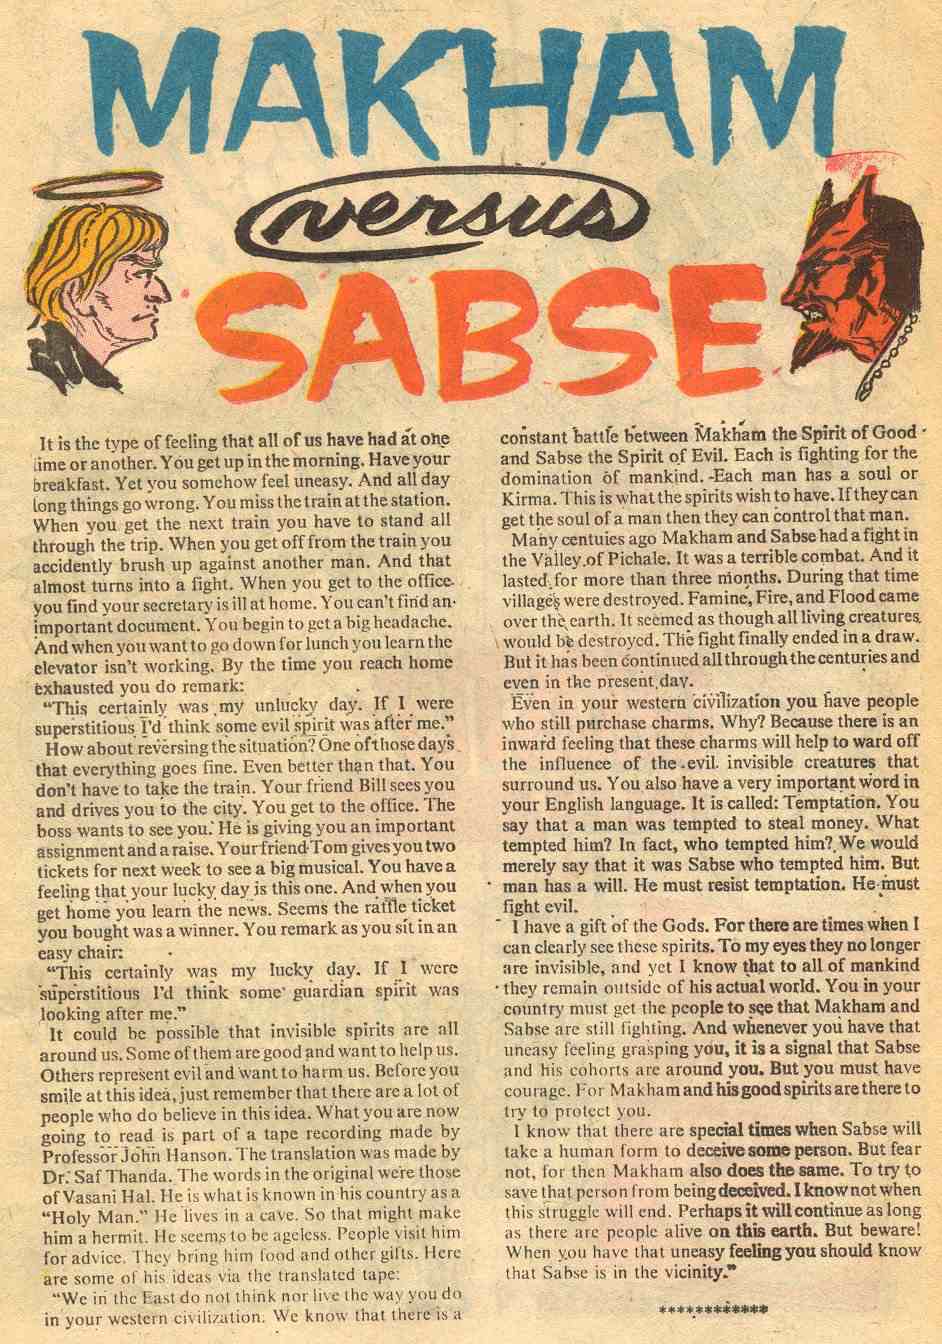 MAKHAM
versus
SABSE
It is the type of feeling that all of us have had at one
time or another. You get up in the morning. Have your
breakfast. Yet you somehow feel uneasy. And all day
long things go wrong. You miss the train at the station.
When you get the next train you have to stand all
through the trip. When you get off from the train you
accidently brush up against another man. And that
almost turns into a fight. When you get to the office
you find your secretary is ill at home. You can't find an
important document. You begin to get a big headache.
And when you want to go down for lunch you learn the
elevator isn't working. By the time you reach home
exhausted you do remark:
"This certainly was my unlucky day. If I were
superstitious I'd think some evil spirit was after me."
How about reversing the situation? One of those days
that everything goes fine. Even better than that. You
don't have to take the train. Your friend Bill sees you
and drives you to the city. You get to the office. The
boss wants to see you. He is giving you an important
assignment and a raise. Your friend Tom gives you two
tickets for next week to see a big musical. You have a
feeling that your lucky day is this one. And when you
get home you learn the news. Seems the raffle ticket
you bought was a winner. You remark as you sit in an
easy chair:
"This certainly was my lucky day. If I were
superstitious I'd think some guardian spirit was
looking after me."
It could be possible that invisible spirits are all
around us. Some of them are good and want to help us.
Others represent evil and want to harm us. Before you
smile at this idea, just remember that there are a lot of
people who do believe in this idea. What you are now
going to read is part of a tape recording made by
Professor John Hanson. The translation was made by
Dr. Saf Thanda. The words in the original were those
of Vasani Hal. He is what is known in his country as a
"Holy Man." He lives in a cave. So that might make
him a hermit. He seems to be ageless. People visit him
for advice. They bring him food and other gifts. Here
are some of his ideas via the translated tape:
"We in the East do not think nor live the way you do
in your western civilization. We know that there is a
constant battle between Makham the Spirit of Good
and Sabse the Spirit of Evil. Each is fighting for the
domination of mankind. Each man has a soul or
Kirma. This is what the spirits wish to have. If they can
get the soul of a man then they can control that man.
Many centuies ago Makham and Sabse had a fight in
the Valley of Pichale. It was a terrible combat. And it
lasted for more than three months. During that time
villages were destroyed. Famine, Fire, and Flood came
over the earth. It seemed as though all living creatures
would be destroyed. The fight finally ended in a draw.
But it has been continued all through the centuries and
even in the present day.
Even in your western civilization you have people
who still purchase charms. Why? Because there is an
inward feeling that these charms will help to ward off
the influence of the evil invisible creatures that
surround us. You also have a very important word in
your English language. It is called: Temptation. You
say that a man was tempted to steal money. What
tempted him? In fact, who tempted him? We would
merely say that it was Sabse who tempted him. But
man has a will. He must resist temptation. He must
fight evil.
I have a gift of the Gods. For there are times when I
can clearly see these spirits. To my eyes they no longer
are invisible, and yet I know that to all of mankind
they remain outside of his actual world. You in your
country must get the people to see that Makham and
Sabse are still fighting. And whenever you have that
uneasy feeling grasping you, it is a signal that Sabse
and his cohorts are around you. But you must have
courage. For Makham and his good spirits are there to
try to protect you.
I know that there are special times when Sabse will
take a human form to deceive some person. But fear
not, for then Makham also does the same. To try to
save that person from being deceived. I know not when
this struggle will end. Perhaps it will continue as long
as there are people alive on this earth. But beware!
When you have that uneasy feeling you should know
that Sabse is in the vicinity."
************